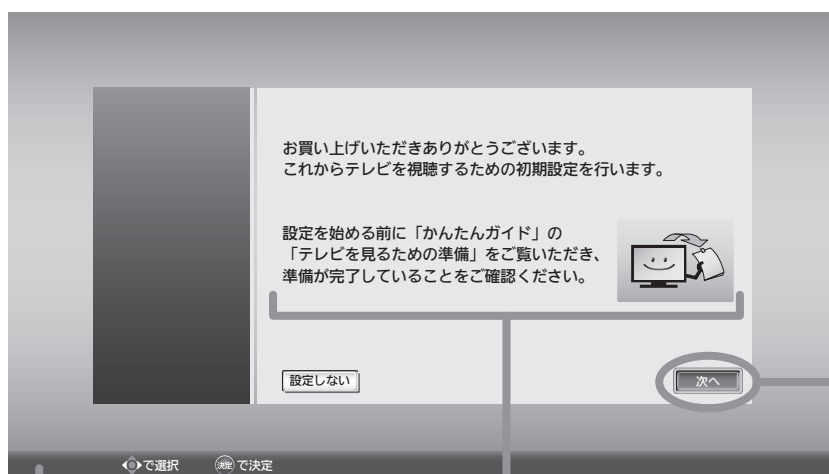 お買い上げいただきありがとうございます。
これからテレビを視聴するための初期設定を行います。
設定を始める前に「かんたんガイド」の
「テレビを見るための準備」をご覧いただき、
準備が完了していることをご確認ください。
設定しない
次へ
で選択 決定 で決定